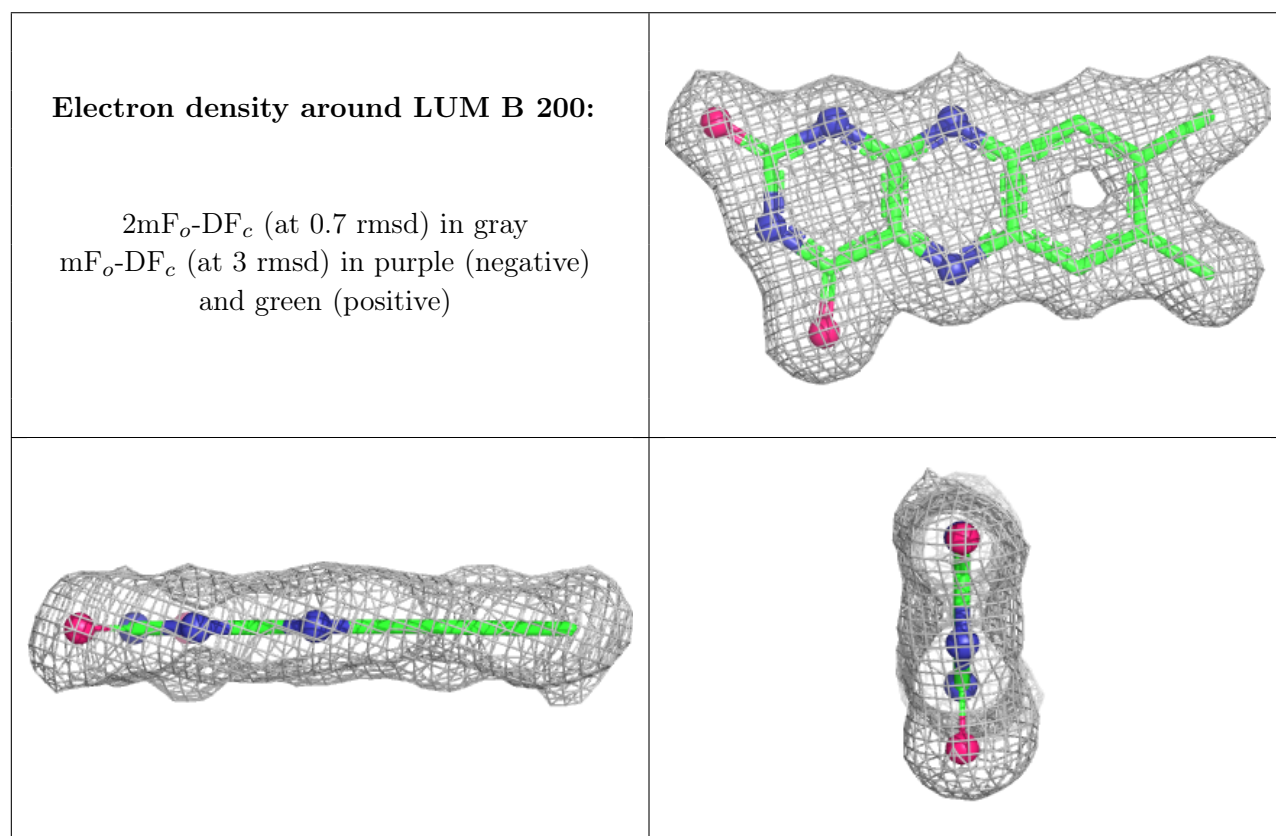 Electron density around LUM B 200:
2mFo-DFc (at 0.7 rmsd) in gray
mFo-DFc (at 3 rmsd) in purple (negative)
and green (positive)